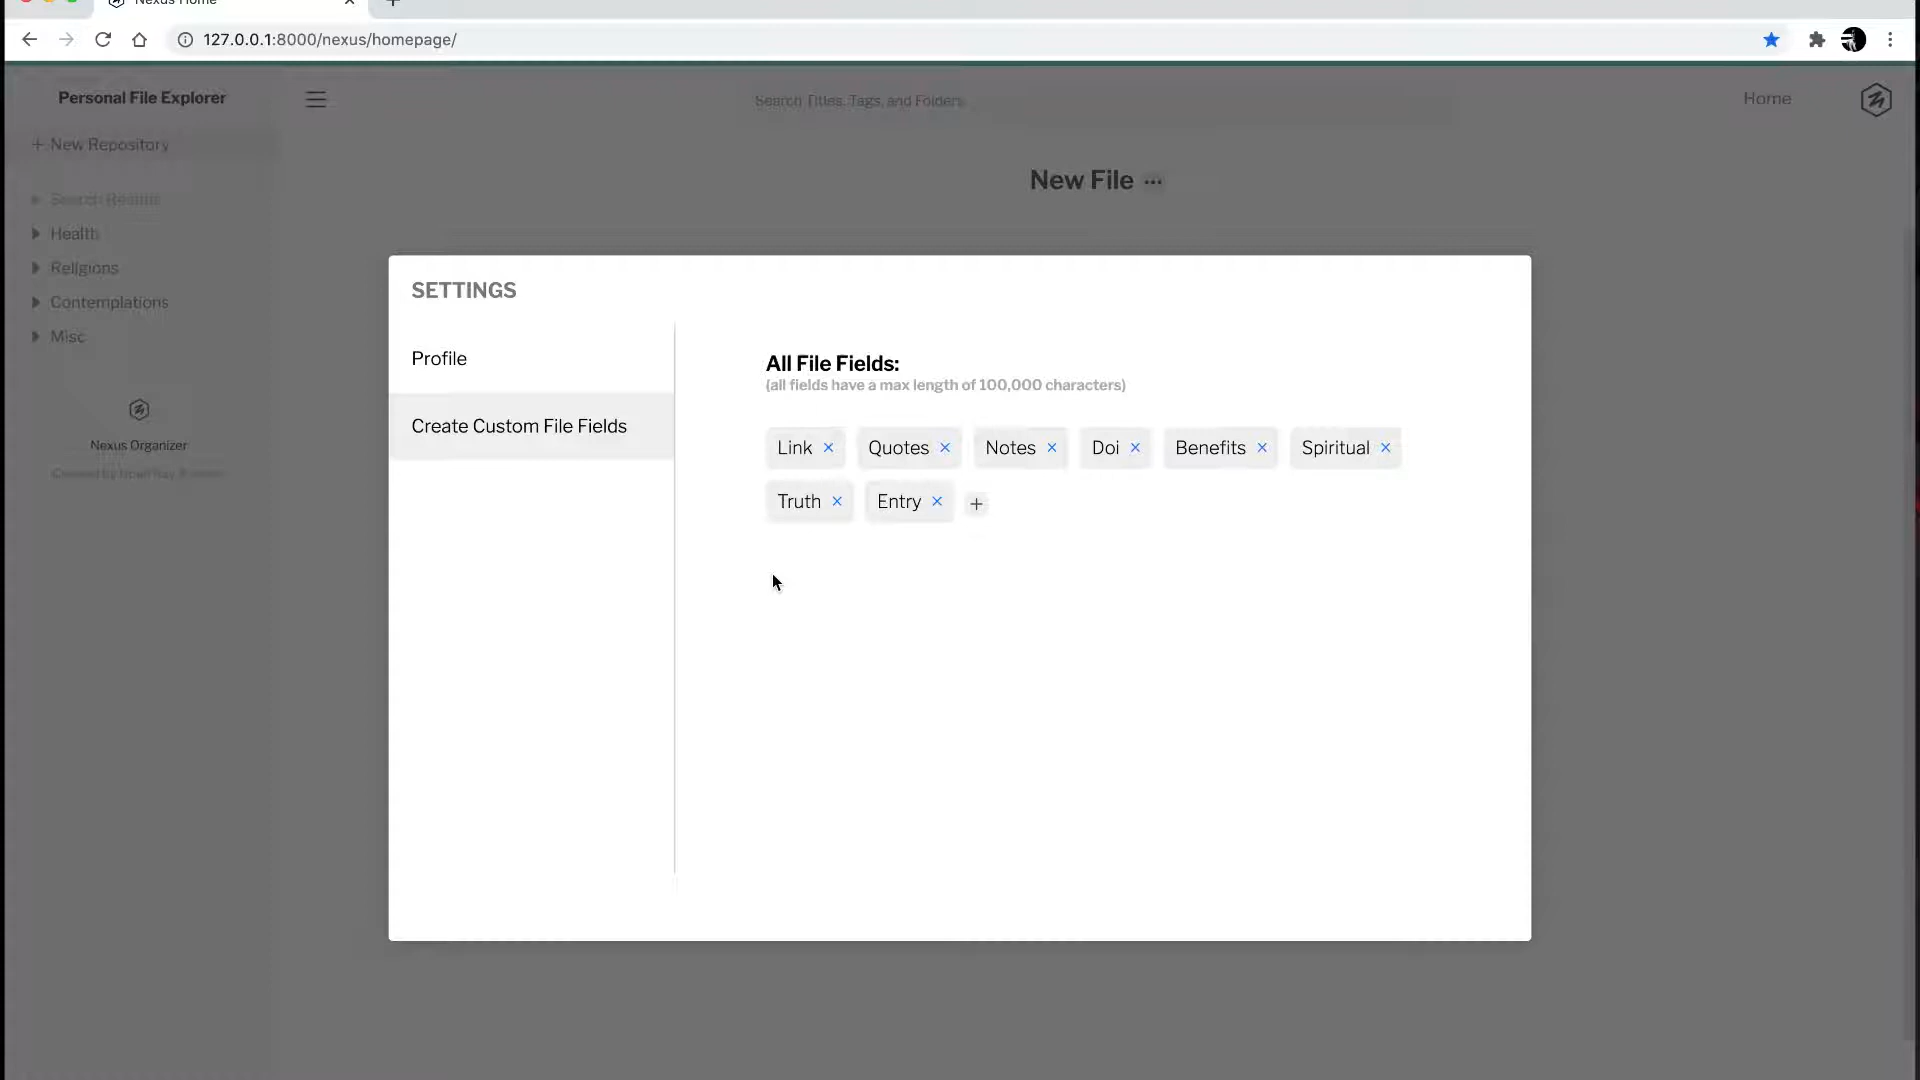 Nexus Home
127.0.0.1:8000/nexus/homepage/
Personal File Explorer
Search Titles, Tags, and Folders
Home
+ New Repository
New File ...
Search Results
Health
Religions
Contemplations
Misc
Nexus Organizer
SETTINGS
Profile
Create Custom File Fields
All File Fields:
(all fields have a max length of 100,000 characters)
Link × Quotes × Notes × Doi × Benefits × Spiritual ×
Truth × Entry × +